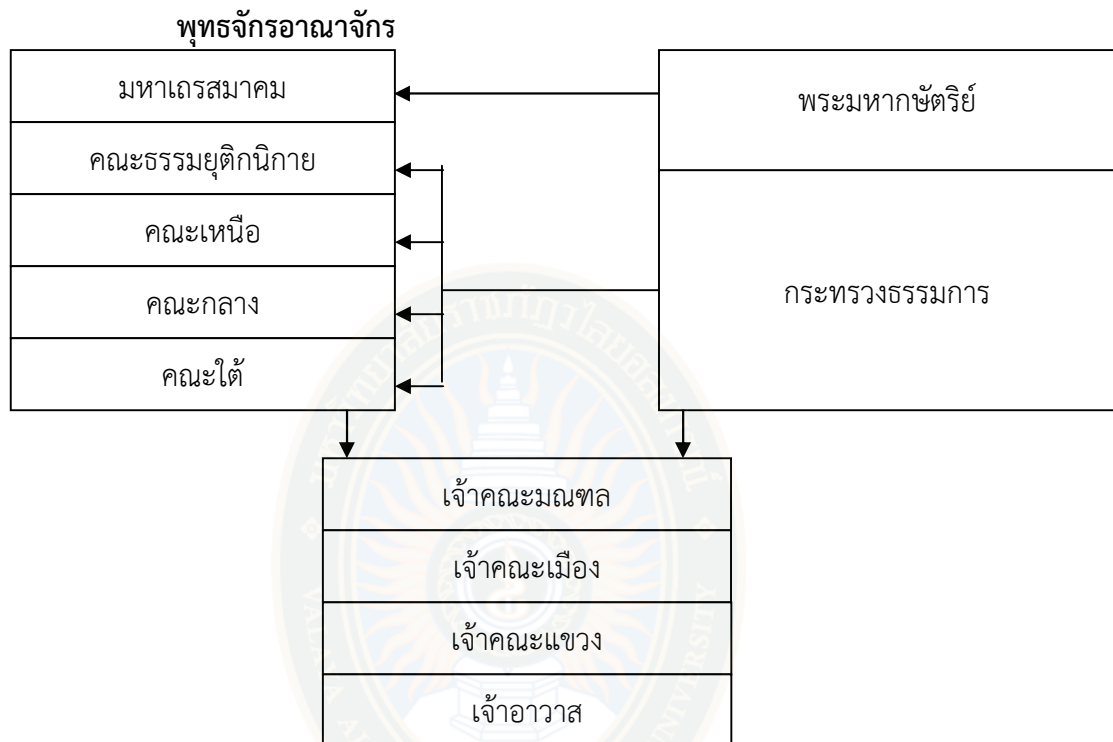 พุทธจักรอาณาจักร
มหาเถรสมาคม
พระมหากษัตริย์
คณะธรรมยุติกนิกาย
คณะเหนือ
คณะกลาง
กระทรวงธรรมการ
คณะใต้
เจ้าคณะมณฑล
เจ้าคณะเมือง
เจ้าคณะแขวง
เจ้าอาวาส